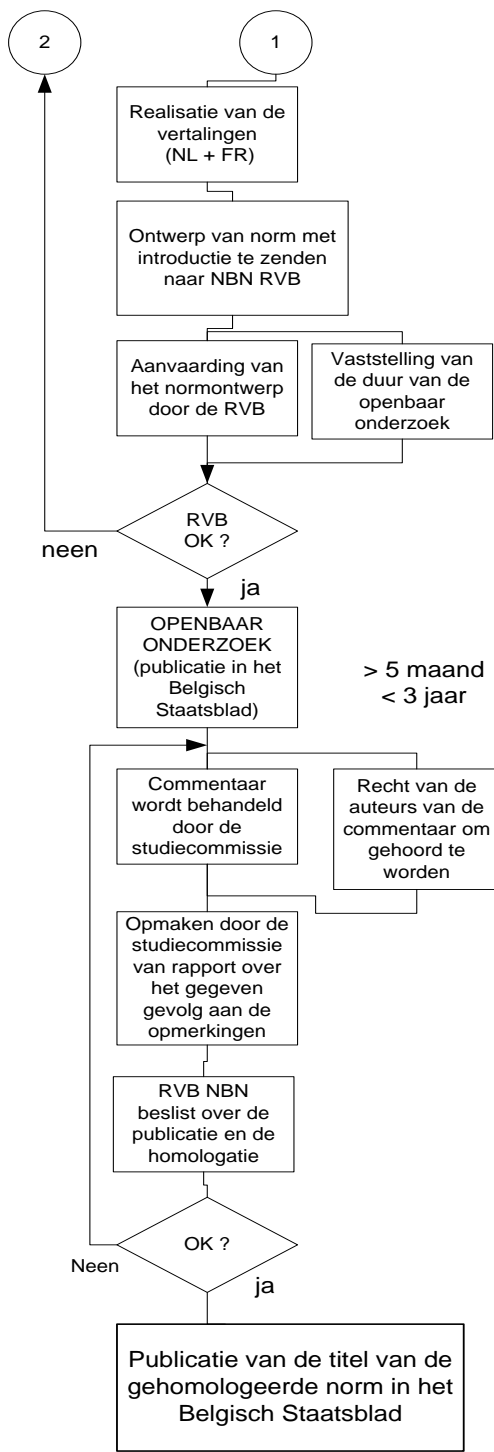 2
1
Realisatie van de
vertalingen
(NL + FR)
Ontwerp van norm met
introductie te zenden
naar NBN RVB
Aanvaarding van
het normontwerp
door de RVB
Vaststelling van
de duur van de
openbaar
onderzoek
RVB
OK ?
neen
ja
OPENBAAR
ONDERZOEK
(publicatie in het
Belgisch
Staatsblad)
> 5 maand
< 3 jaar
Commentaar
wordt behandeld
door de
studiecommissie
Recht van de
auteurs van de
commentaar om
gehoord te
worden
Opmaken door de
studiecommissie
van rapport over
het gegeven
gevolg aan de
opmerkingen
RVB NBN
beslist over de
publicatie en de
homologatie
OK ?
Neen
ja
Publicatie van de titel van de
gehomologeerde norm in het
Belgisch Staatsblad